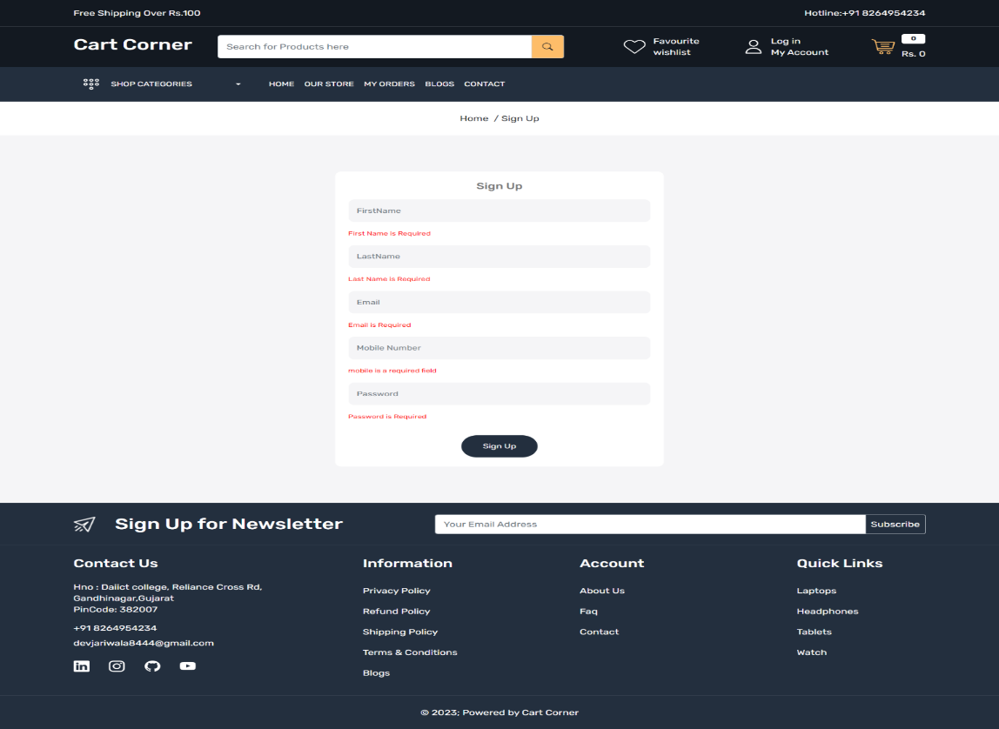 Free Shipping Over Rs.100
Hotline:+91 8264954234
Cart Corner
Search for Products here
Favourite
wishlist
Log in
My Account
0
Rs. 0
SHOP CATEGORIES
HOME OUR STORE MY ORDERS BLOGS CONTACT
Home / Sign Up
Sign Up
FirstName
First Name is Required
LastName
Last Name is Required
Email
Email is Required
Mobile Number
mobile is a required field
Password
Password is Required
Sign Up
Sign Up for Newsletter
Your Email Address
Subscribe
Contact Us
Hno : Daiict college, Reliance Cross Rd,
Gandhinagar,Gujarat
PinCode: 382007
+91 8264954234
devjariwala8444@gmail.com
Information
Privacy Policy
Refund Policy
Shipping Policy
Terms & Conditions
Blogs
Account
About Us
Faq
Contact
Quick Links
Laptops
Headphones
Tablets
Watch
© 2023; Powered by Cart Corner